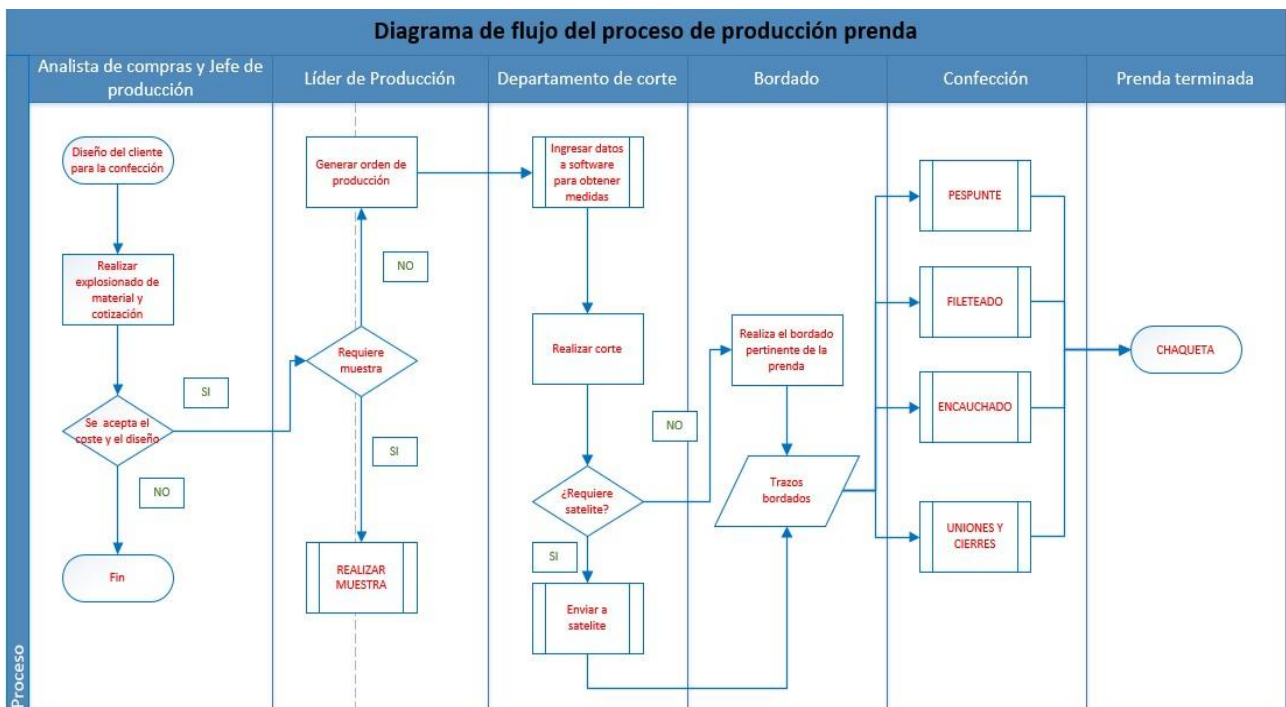 Diagrama de flujo del proceso de producción prenda
Analista de compras y Jefe de
producción
Líder de Producción
Departamento de corte
Bordado
Confección
Prenda terminada
Proceso
Diseño del cliente
para la confección
Realizar
explosionado de
material y
cotización
Se acepta el
coste y el diseño
SI
NO
Fin
Generar orden de
producción
NO
Requiere
muestra
SI
REALIZAR
MUESTRA
Ingresar datos
a software
para obtener
medidas
Realizar corte
NO
¿Requiere
satelite?
SI
Enviar a
satelite
Realiza el bordado
pertinente de la
prenda
Trazos
bordados
PESPUNTE
FILETEADO
ENCAUCHADO
UNIONES Y
CIERRES
CHAQUETA